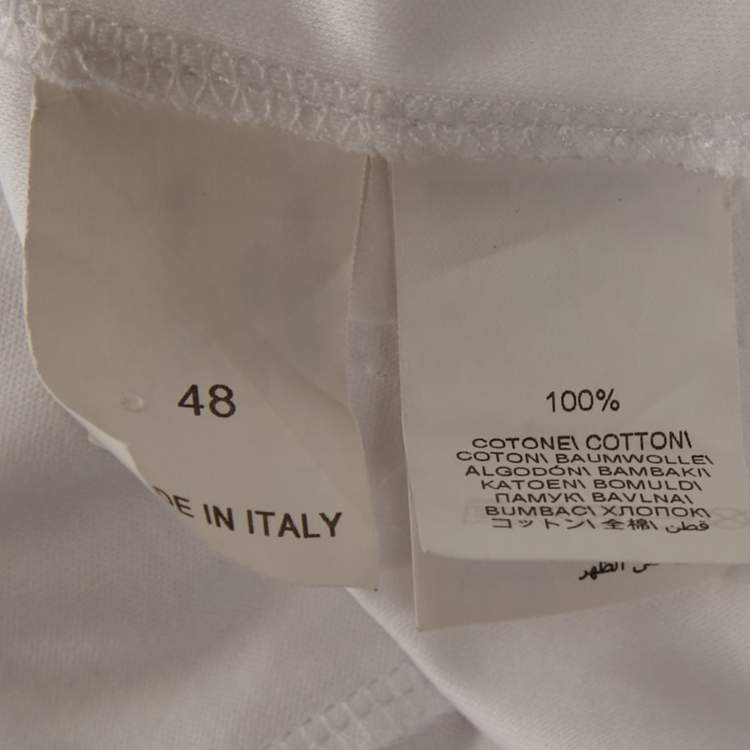 48
DE IN ITALY
100%
COTONE\ COTTON\
COTON\ BAUMWOLLE\
ALGODÓN\ BAMBAKI\
KATOEN\ BOMULD\
ПАМУК\ BAVLNA\
BUMBAC\ ХЛОПОК\
コットン\ 全棉\ قطن
الظهر